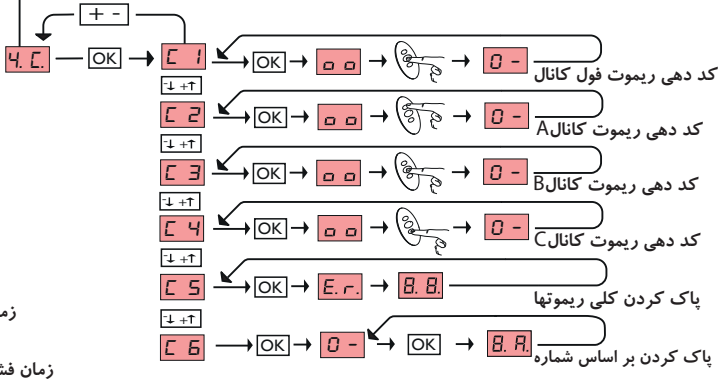 + -
4. C. OK C 1 OK o o 0 - کد دهی ریموت فول کانال
-↓ +↑
C 2 OK o o 0 - کد دهی ریموت کانالA
-↓ +↑
C 3 OK o o 0 - کد دهی ریموت کانالB
-↓ +↑
C 4 OK o o 0 - کد دهی ریموت کانالC
-↓ +↑
C 5 OK E. r. 8. 8. پاک کردن کلی ریموتها
-↓ +↑
C 6 OK 0 - OK 8. A. پاک کردن بر اساس شماره
زمان